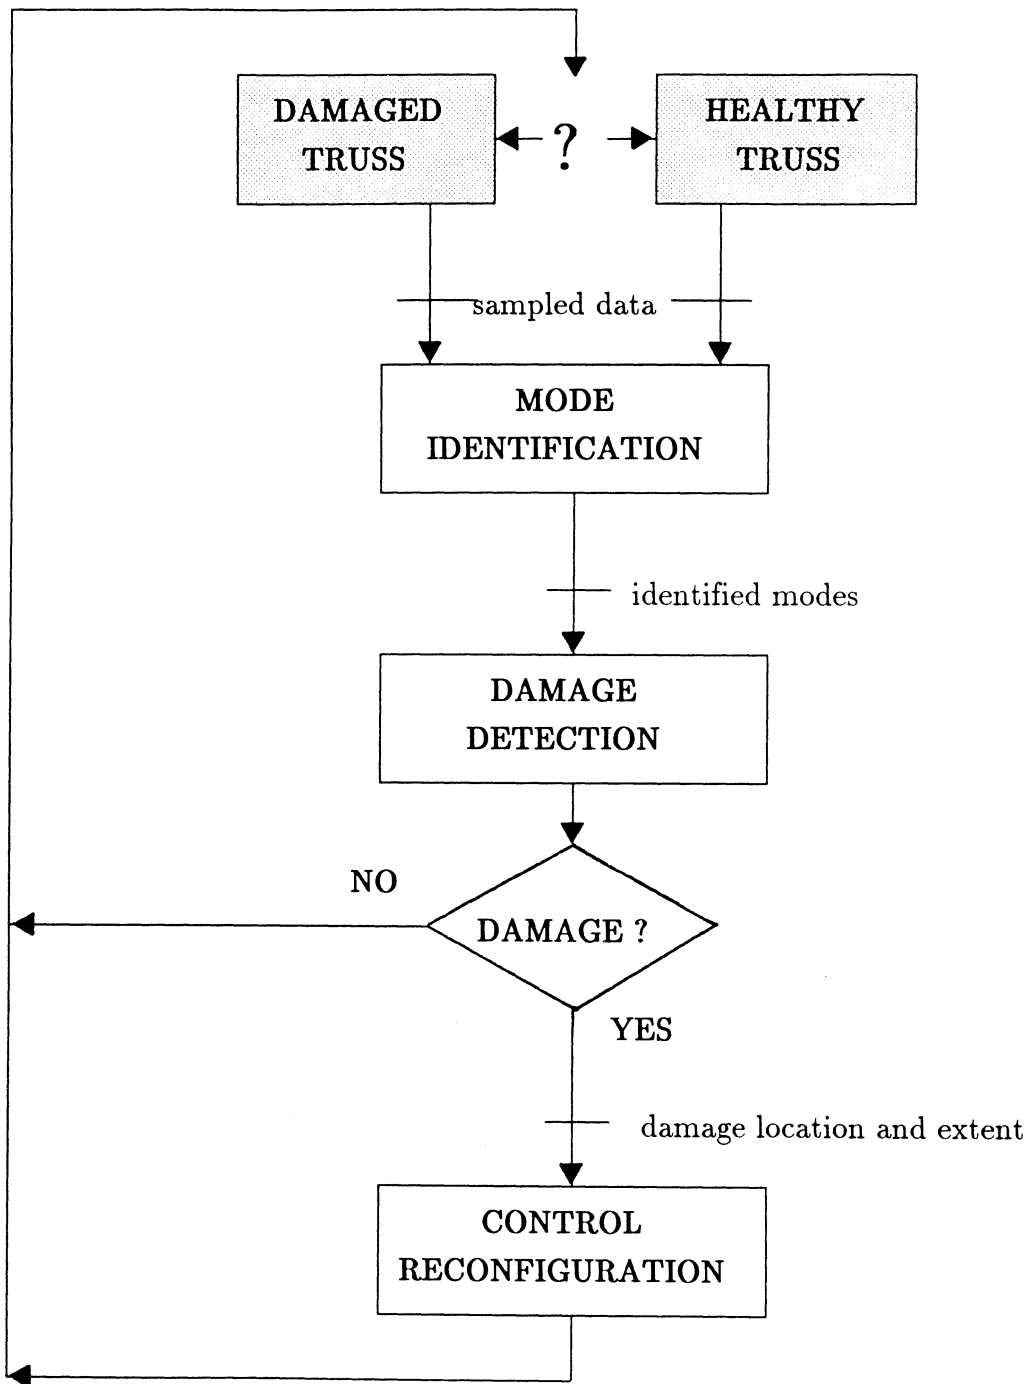 DAMAGED
TRUSS
?
HEALTHY
TRUSS
sampled data
MODE
IDENTIFICATION
identified modes
DAMAGE
DETECTION
NO
DAMAGE ?
YES
damage location and extent
CONTROL
RECONFIGURATION